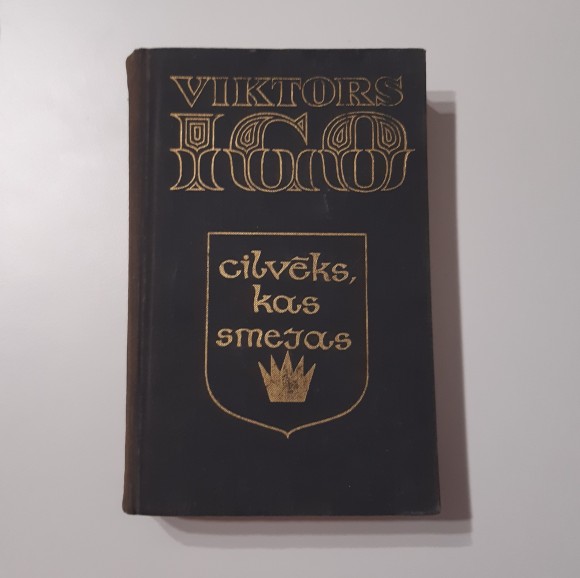 VIKTORS
IGO
cilvēks,
kas
smejas